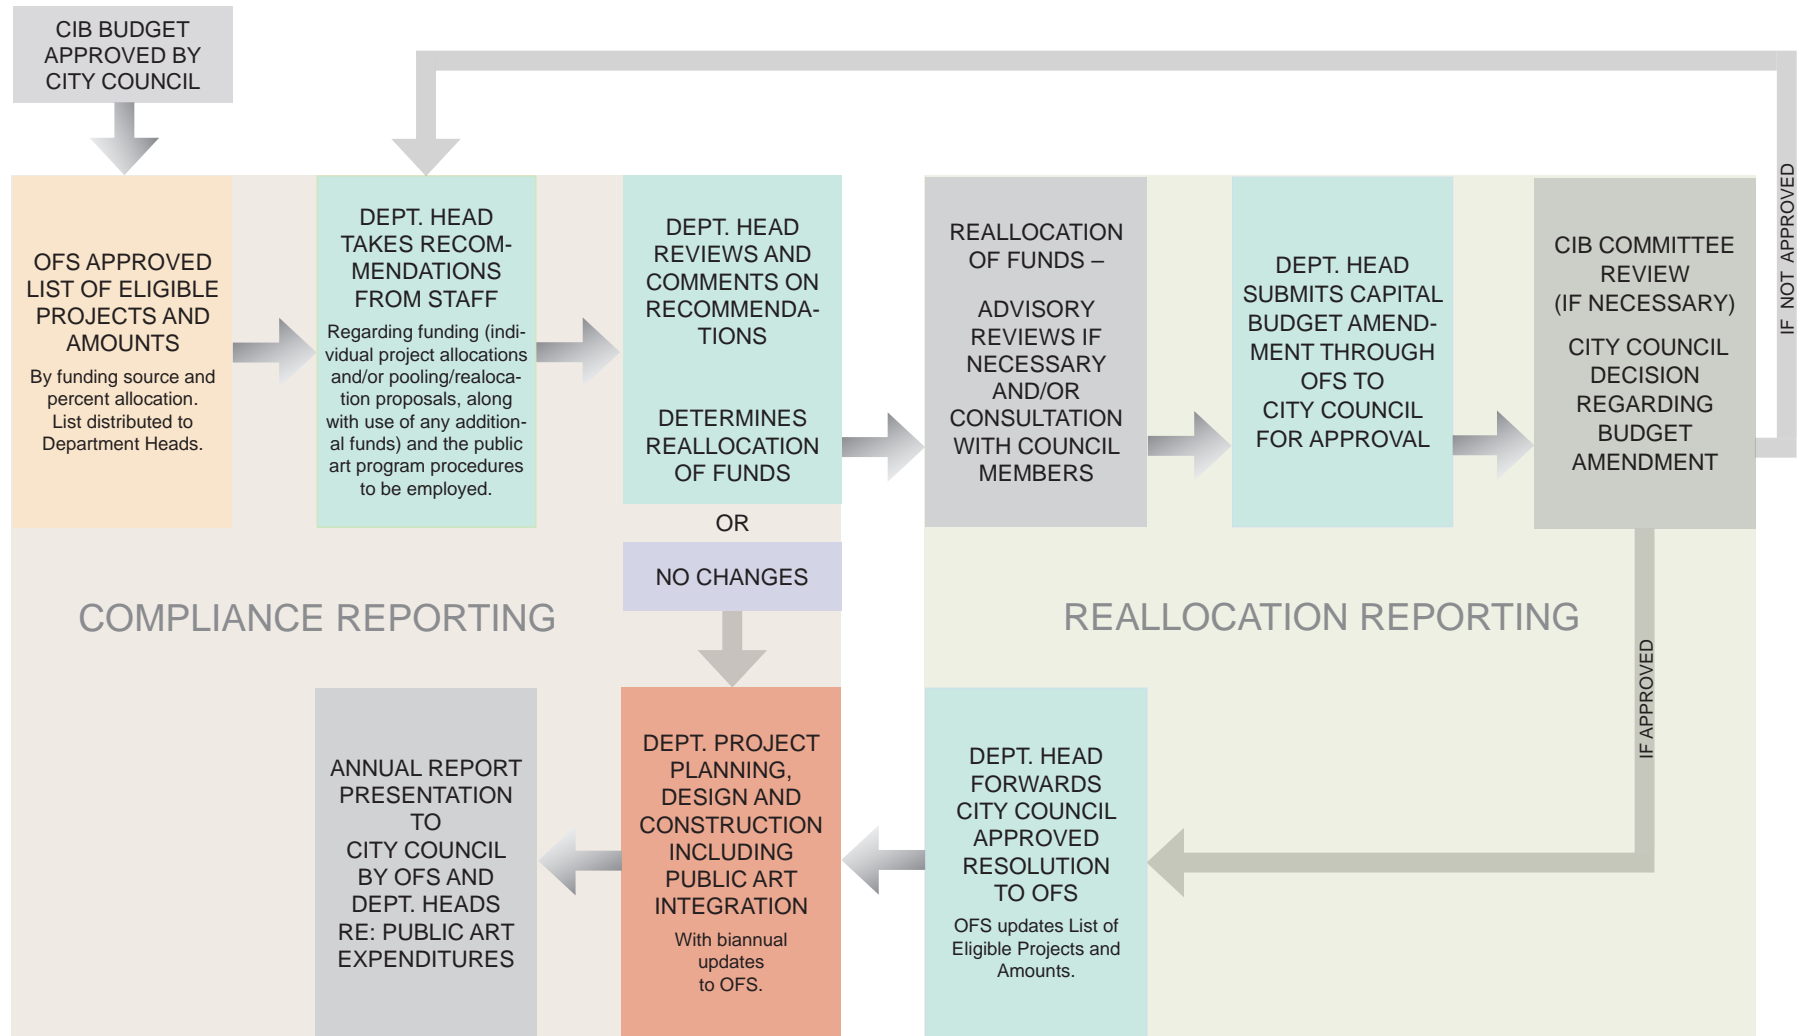 CIB BUDGET
APPROVED BY
CITY COUNCIL
OFS APPROVED
LIST OF ELIGIBLE
PROJECTS AND
AMOUNTS
By funding source and
percent allocation.
List distributed to
Department Heads.
DEPT. HEAD
TAKES RECOM-
MENDATIONS
FROM STAFF
Regarding funding (indi-
vidual project allocations
and/or pooling/realoca-
tion proposals, along
with use of any addition-
al funds) and the public
art program procedures
to be employed.
DEPT. HEAD
REVIEWS AND
COMMENTS ON
RECOMMENDA-
TIONS
DETERMINES
REALLOCATION
OF FUNDS
OR
NO CHANGES
REALLOCATION
OF FUNDS –
ADVISORY
REVIEWS IF
NECESSARY
AND/OR
CONSULTATION
WITH COUNCIL
MEMBERS
DEPT. HEAD
SUBMITS CAPITAL
BUDGET AMEND-
MENT THROUGH
OFS TO
CITY COUNCIL
FOR APPROVAL
CIB COMMITTEE
REVIEW
(IF NECESSARY)
CITY COUNCIL
DECISION
REGARDING
BUDGET
AMENDMENT
IF NOT APPROVED
COMPLIANCE REPORTING
REALLOCATION REPORTING
IF APPROVED
ANNUAL REPORT
PRESENTATION
TO
CITY COUNCIL
BY OFS AND
DEPT. HEADS
RE: PUBLIC ART
EXPENDITURES
DEPT. PROJECT
PLANNING,
DESIGN AND
CONSTRUCTION
INCLUDING
PUBLIC ART
INTEGRATION
With biannual
updates
to OFS.
DEPT. HEAD
FORWARDS
CITY COUNCIL
APPROVED
RESOLUTION
TO OFS
OFS updates List of
Eligible Projects and
Amounts.